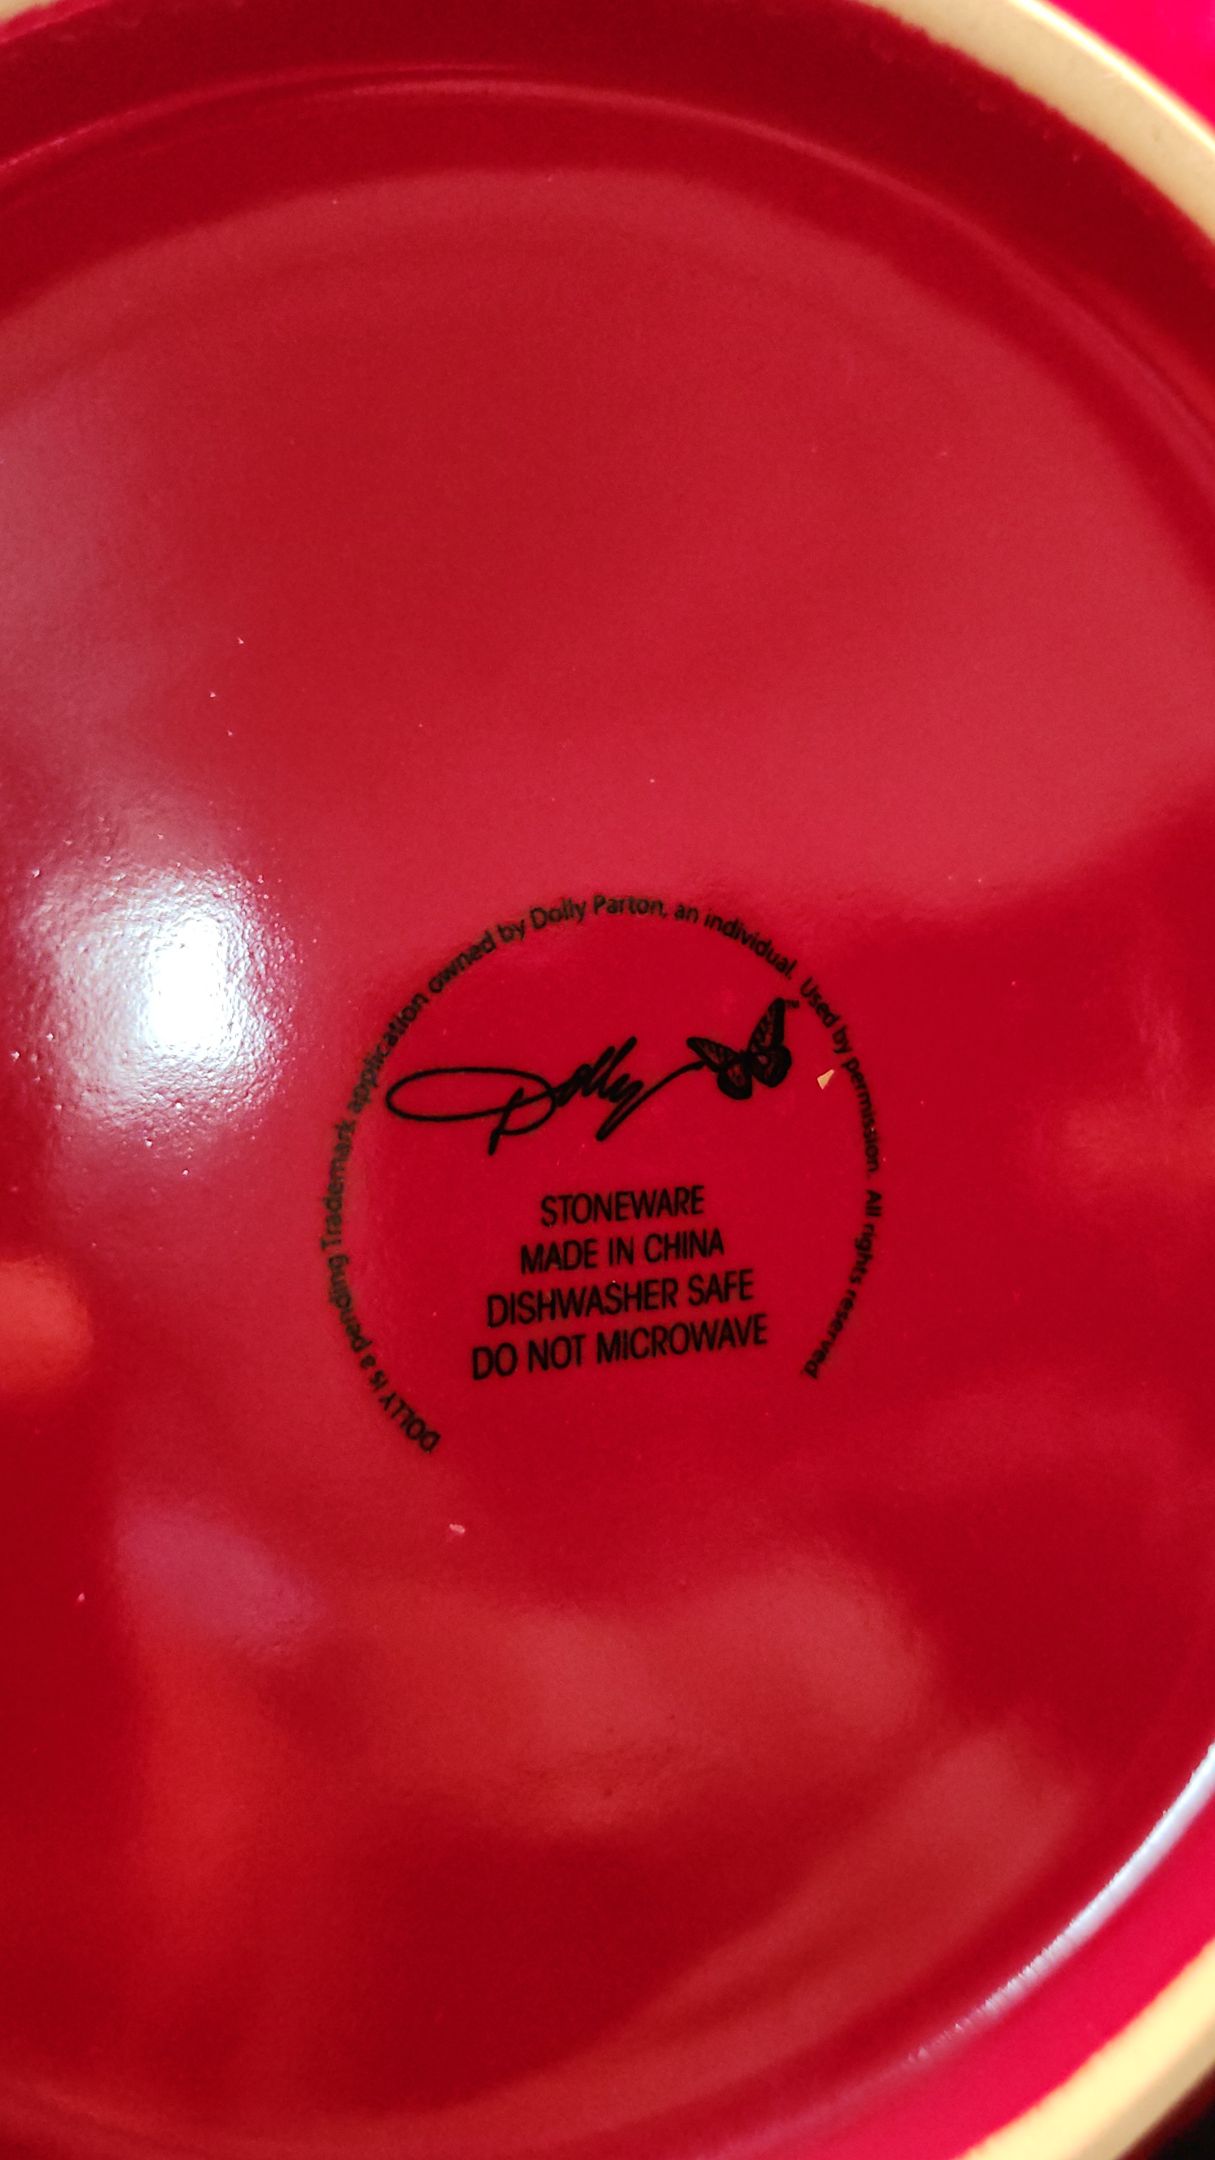 DOLLY is a pending Trademark application owned by Dolly Parton, an individual. Used by permission. All rights reserved.
Dolly
STONEWARE
MADE IN CHINA
DISHWASHER SAFE
DO NOT MICROWAVE